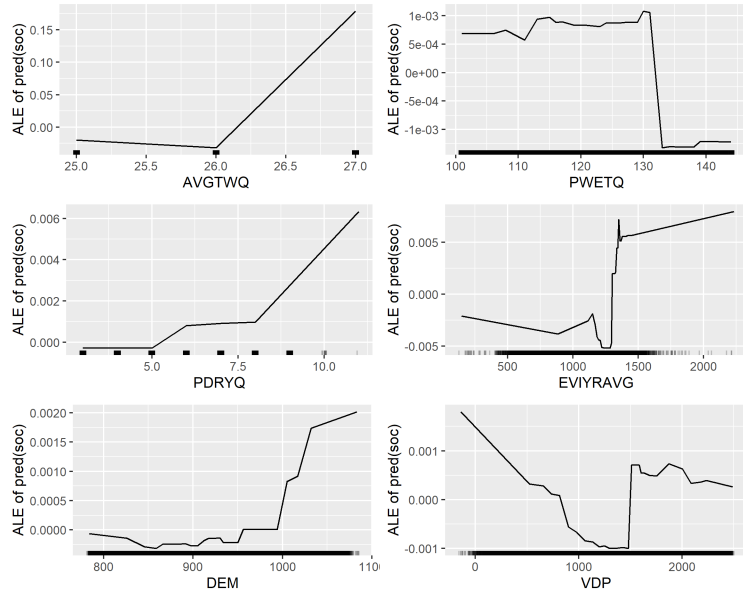 ALE of pred(soc)
0.15
0.10
0.05
0.00
25.0 25.5 26.0 26.5 27.0
AVGTWQ
ALE of pred(soc)
1e-03
5e-04
0e+00
-5e-04
-1e-03
100 110 120 130 140
PWETQ
ALE of pred(soc)
0.006
0.004
0.002
0.000
5.0 7.5 10.0
PDRYQ
ALE of pred(soc)
0.005
0.000
-0.005
500 1000 1500 2000
EVIYRAVG
ALE of pred(soc)
0.0020
0.0015
0.0010
0.0005
0.0000
800 900 1000
DEM
ALE of pred(soc)
0.001
0.000
-0.001
0 1000 2000
VDP